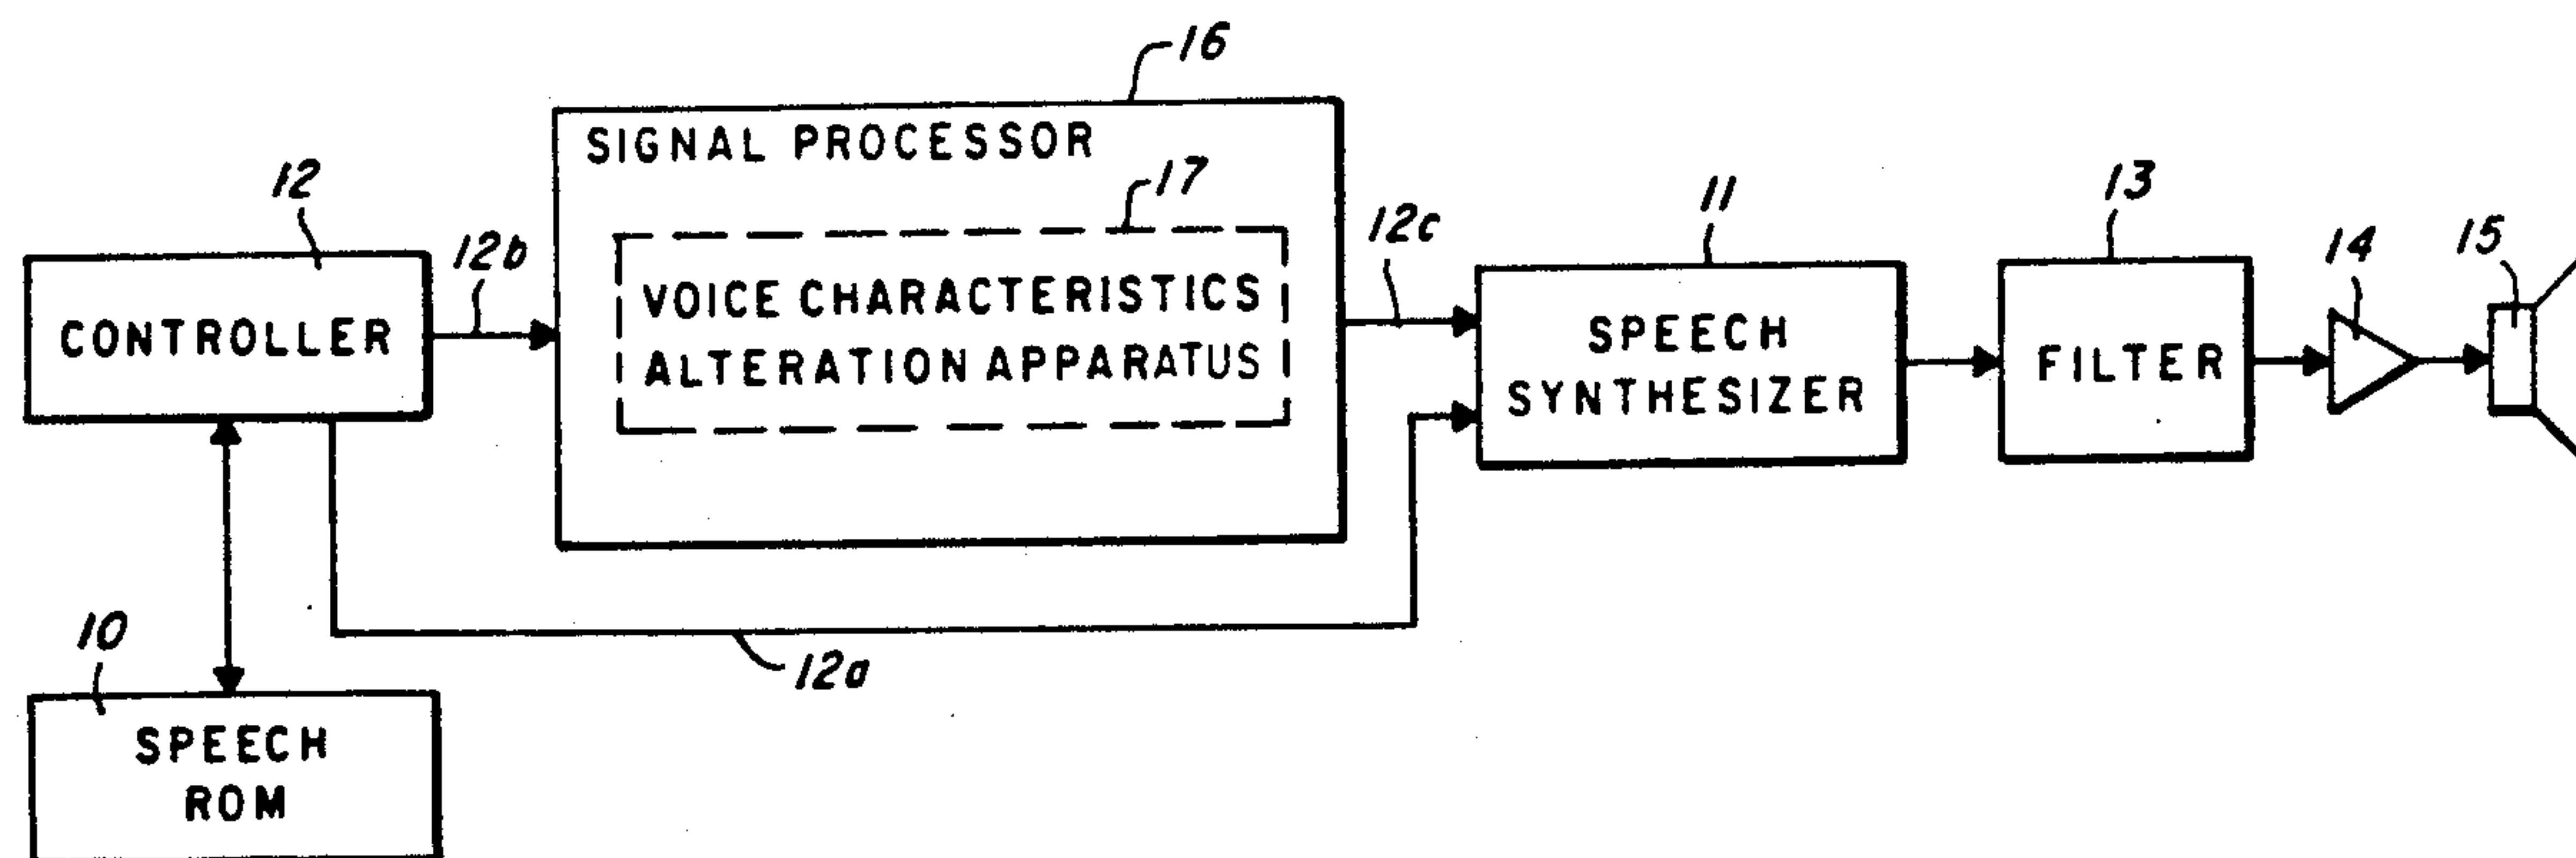 16
SIGNAL PROCESSOR
17
12
12b
VOICE CHARACTERISTICS
ALTERATION APPARATUS
12c
11
13
14
15
CONTROLLER
SPEECH
SYNTHESIZER
FILTER
12a
10
SPEECH
ROM